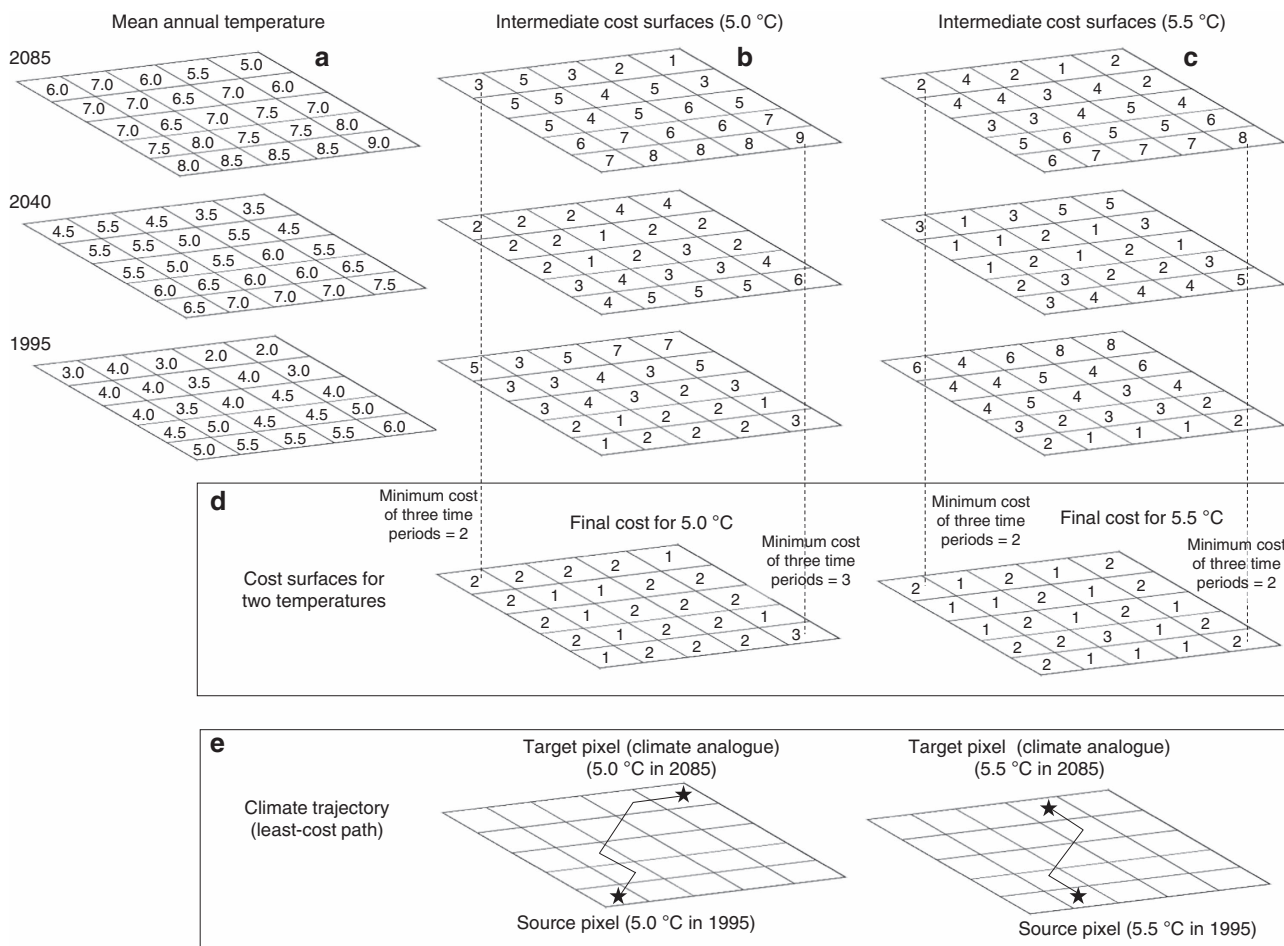 Mean annual temperature
a
2085
6.0 7.0 6.0 5.5 5.0
7.0 7.0 6.5 7.0 6.0
7.0 6.5 7.0 7.5 7.0
7.5 8.0 7.5 7.5 8.0
8.0 8.5 8.5 8.5 9.0
2040
4.5 5.5 4.5 3.5 3.5
5.5 5.5 5.0 5.5 4.5
5.5 5.0 5.5 6.0 5.5
6.0 6.5 6.0 6.0 6.5
6.5 7.0 7.0 7.0 7.5
1995
3.0 4.0 3.0 2.0 2.0
4.0 4.0 3.5 4.0 3.0
4.0 3.5 4.0 4.5 4.0
4.5 5.0 4.5 4.5 5.0
5.0 5.5 5.5 5.5 6.0
Intermediate cost surfaces (5.0 °C)
b
3 5 3 2 1
5 5 4 5 3
5 4 5 6 5
6 7 6 6 7
7 8 8 8 9
2 2 2 4 4
2 2 1 2 2
2 1 2 3 2
3 4 3 3 4
4 5 5 5 6
5 3 5 7 7
3 3 4 3 5
3 4 3 2 3
2 1 2 2 1
1 2 2 2 3
Intermediate cost surfaces (5.5 °C)
c
2 4 2 1 2
4 4 3 4 2
3 3 4 5 4
5 6 5 5 6
6 7 7 7 8
3 1 3 5 5
1 1 2 1 3
1 2 1 2 1
2 3 2 2 3
3 4 4 4 5
6 4 6 8 8
4 4 5 4 6
4 5 4 3 4
3 2 3 3 2
2 1 1 1 2
d
Cost surfaces for
two temperatures
Minimum cost
of three time
periods = 2
Final cost for 5.0 °C
Minimum cost
of three time
periods = 3
2 2 2 2 1
2 1 1 2 2
2 1 2 2 2
2 1 2 2 1
1 2 2 2 3
Minimum cost
of three time
periods = 2
Final cost for 5.5 °C
Minimum cost
of three time
periods = 2
2 1 2 1 2
1 1 2 1 2
1 2 1 2 2
2 2 3 1 2
2 1 1 1 2
e
Climate trajectory
(least-cost path)
Target pixel (climate analogue)
(5.0 °C in 2085)
Source pixel (5.0 °C in 1995)
Target pixel (climate analogue)
(5.5 °C in 2085)
Source pixel (5.5 °C in 1995)